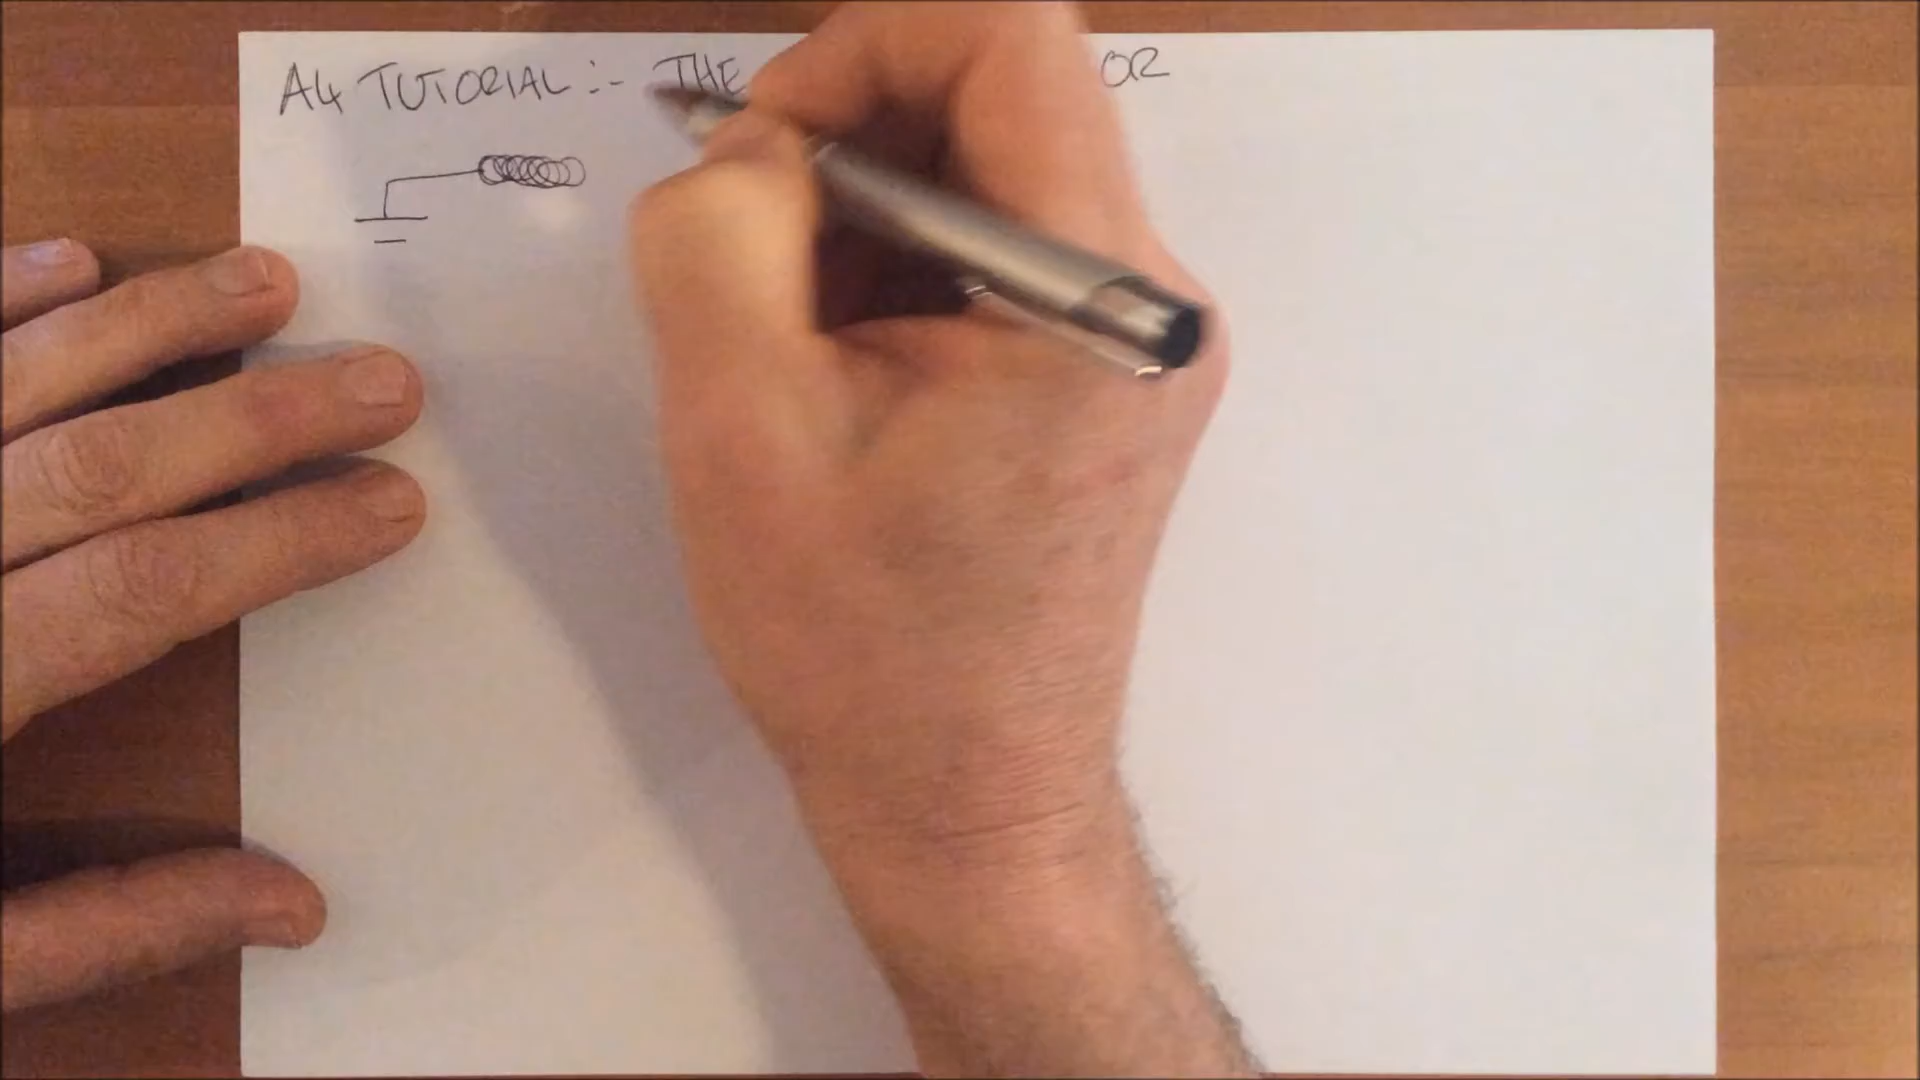 A4 TUTORIAL :- THE OR